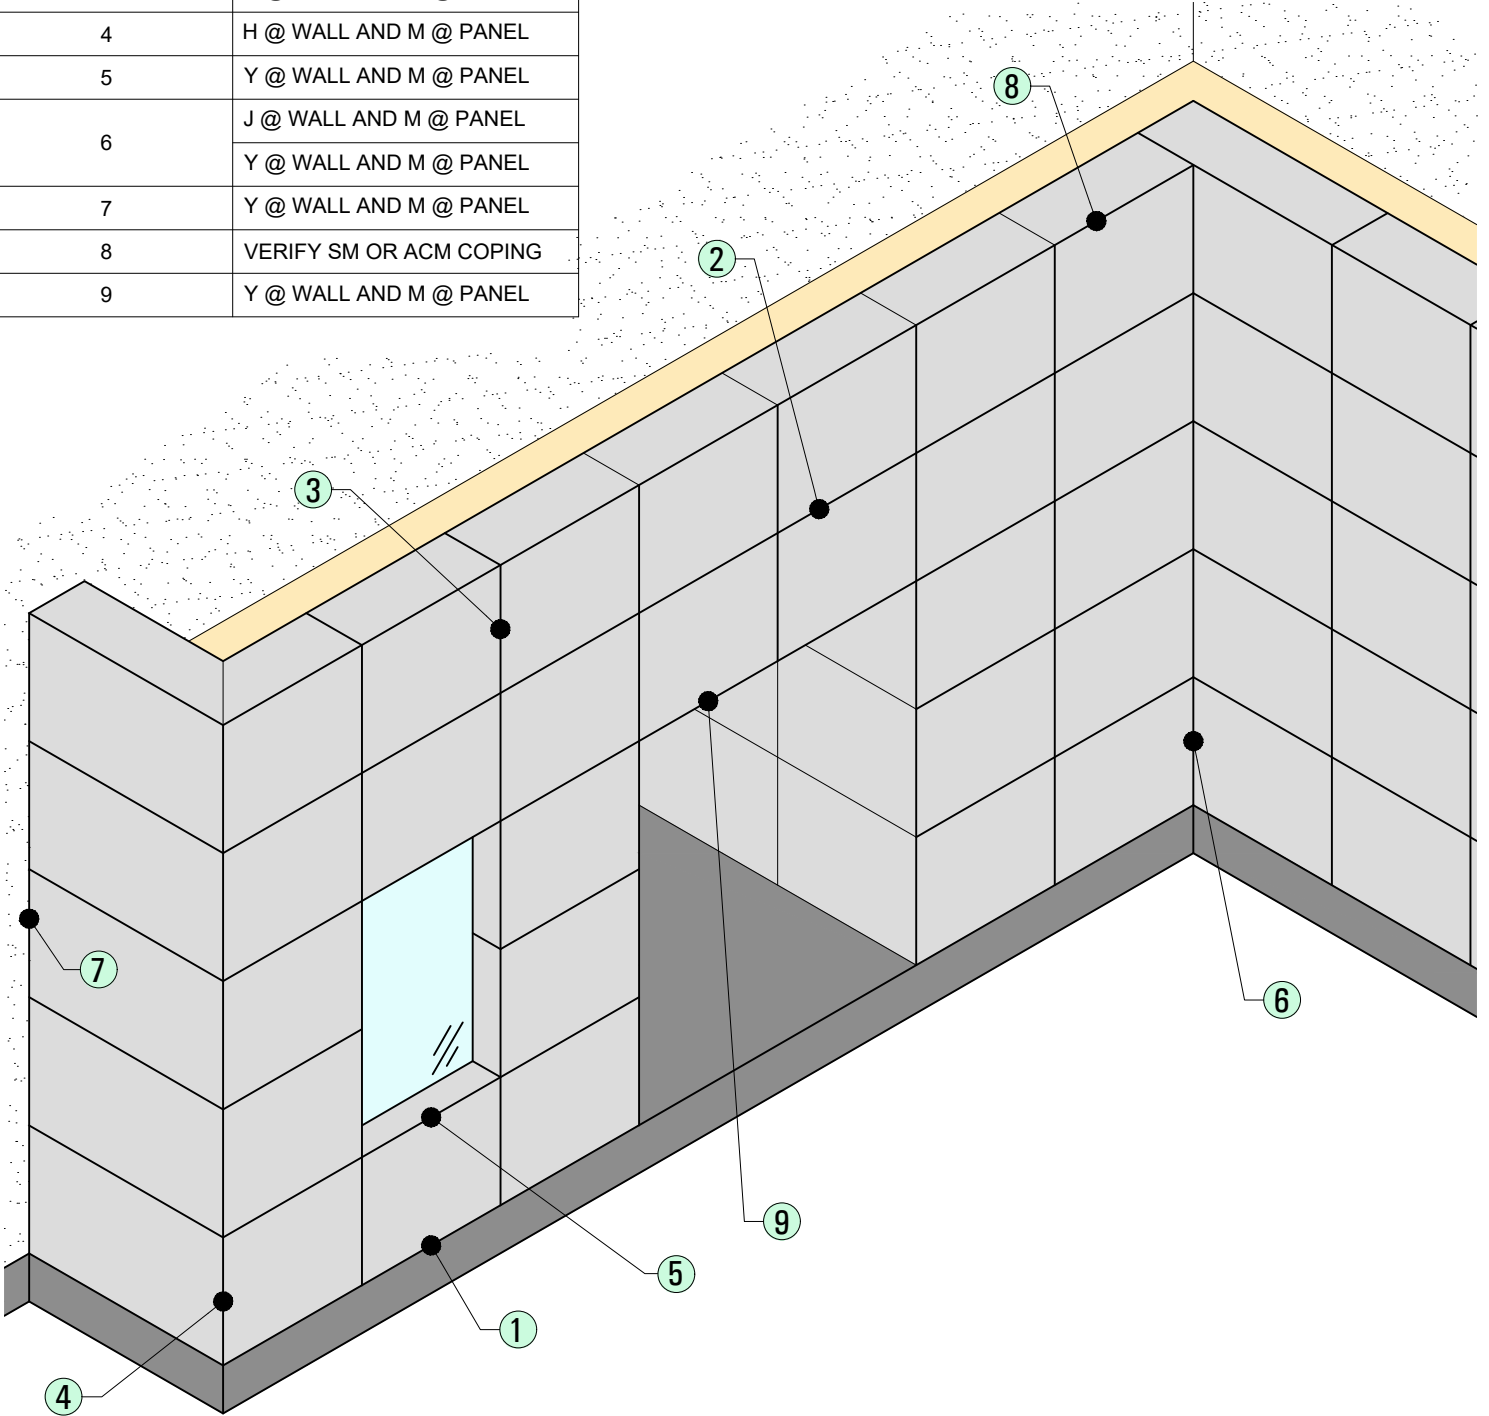 4 H @ WALL AND M @ PANEL
5 Y @ WALL AND M @ PANEL
6 J @ WALL AND M @ PANEL
Y @ WALL AND M @ PANEL
7 Y @ WALL AND M @ PANEL
8 VERIFY SM OR ACM COPING
9 Y @ WALL AND M @ PANEL
8
2
3
7
6
9
5
1
4